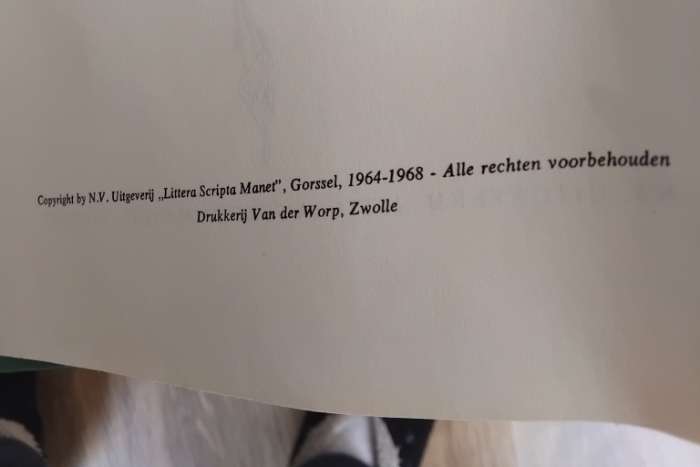 Copyright by N.V. Uitgeverij „Littera Scripta Manet”, Gorssel, 1964-1968 - Alle rechten voorbehouden
Drukkerij Van der Worp, Zwolle